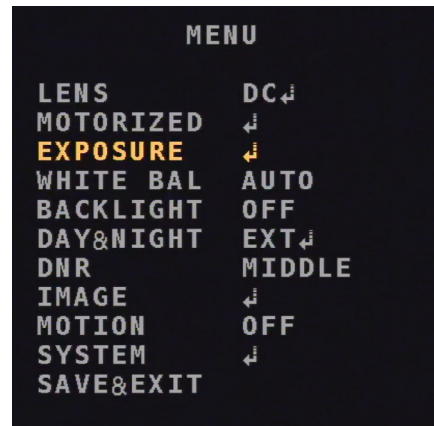 MENU
LENS DC↲
MOTORIZED ↲
EXPOSURE ↲
WHITE BAL AUTO
BACKLIGHT OFF
DAY&NIGHT EXT↲
DNR MIDDLE
IMAGE ↲
MOTION OFF
SYSTEM ↲
SAVE&EXIT